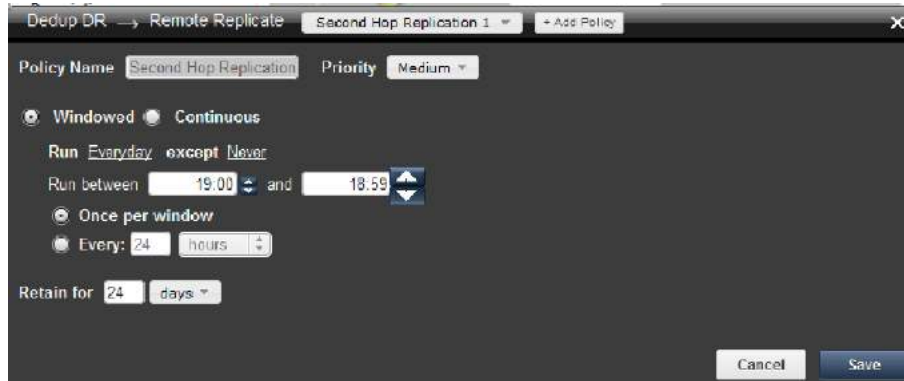 Dedup DR → Remote Replicate Second Hop Replication 1 + Add Policy X
Policy Name Second Hop Replication Priority Medium
Windowed Continuous
Run Everyday except Never
Run between 19:00 and 18:59
Once per window
Every: 24 hours
Retain for 24 days
Cancel Save